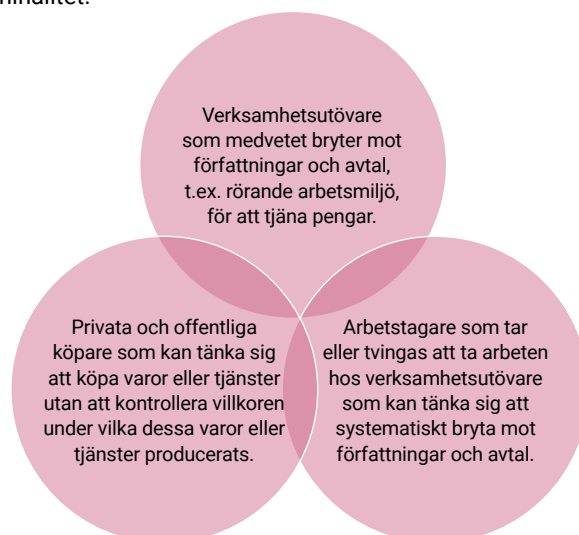 Verksamhetsutövare
som medvetet bryter mot
författningar och avtal,
t.ex. rörande arbetsmiljö,
för att tjäna pengar.
Privata och offentliga
köpare som kan tänka sig
att köpa varor eller tjänster
utan att kontrollera villkoren
under vilka dessa varor eller
tjänster producerats.
Arbetstagare som tar
eller tvingas att ta arbeten
hos verksamhetsutövare
som kan tänka sig att
systematiskt bryta mot
författningar och avtal.